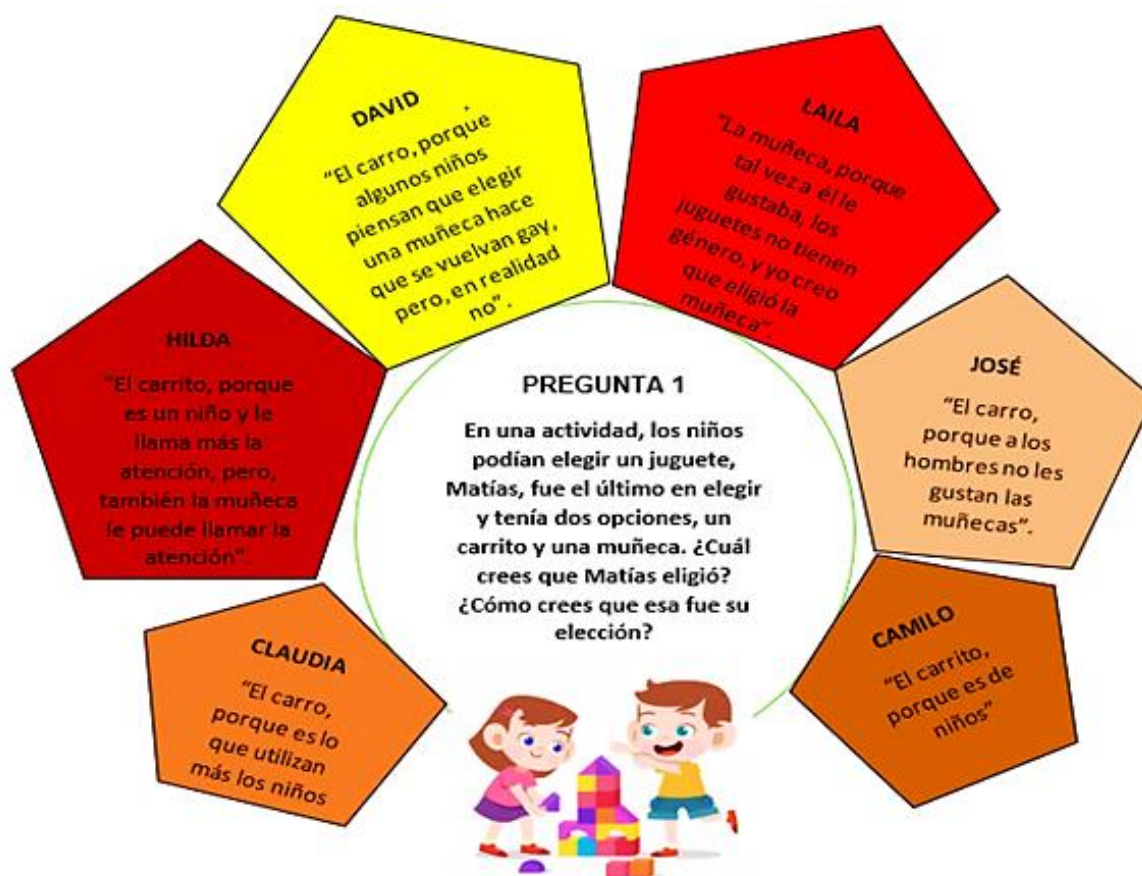 DAVID
“El carro, porque
algunos niños
piensan que elegir
una muñeca hace
que se vuelvan gay,
pero, en realidad
no”.
LAILA
“La muñeca, porque
tal vez a él le
gustaba, los
juguetes no tienen
género, y yo creo
que eligió la
muñeca”
HILDA
“El carrito, porque
es un niño y le
llama más la
atención, pero,
también la muñeca
le puede llamar la
atención”.
PREGUNTA 1
En una actividad, los niños
podían elegir un juguete,
Matías, fue el último en elegir
y tenía dos opciones, un
carrito y una muñeca. ¿Cuál
crees que Matías eligió?
¿Cómo crees que esa fue su
elección?
JOSÉ
“El carro,
porque a los
hombres no les
gustan las
muñecas”.
CLAUDIA
“El carro,
porque es lo
que utilizan
más los niños
CAMILO
“El carrito,
porque es de
niños”